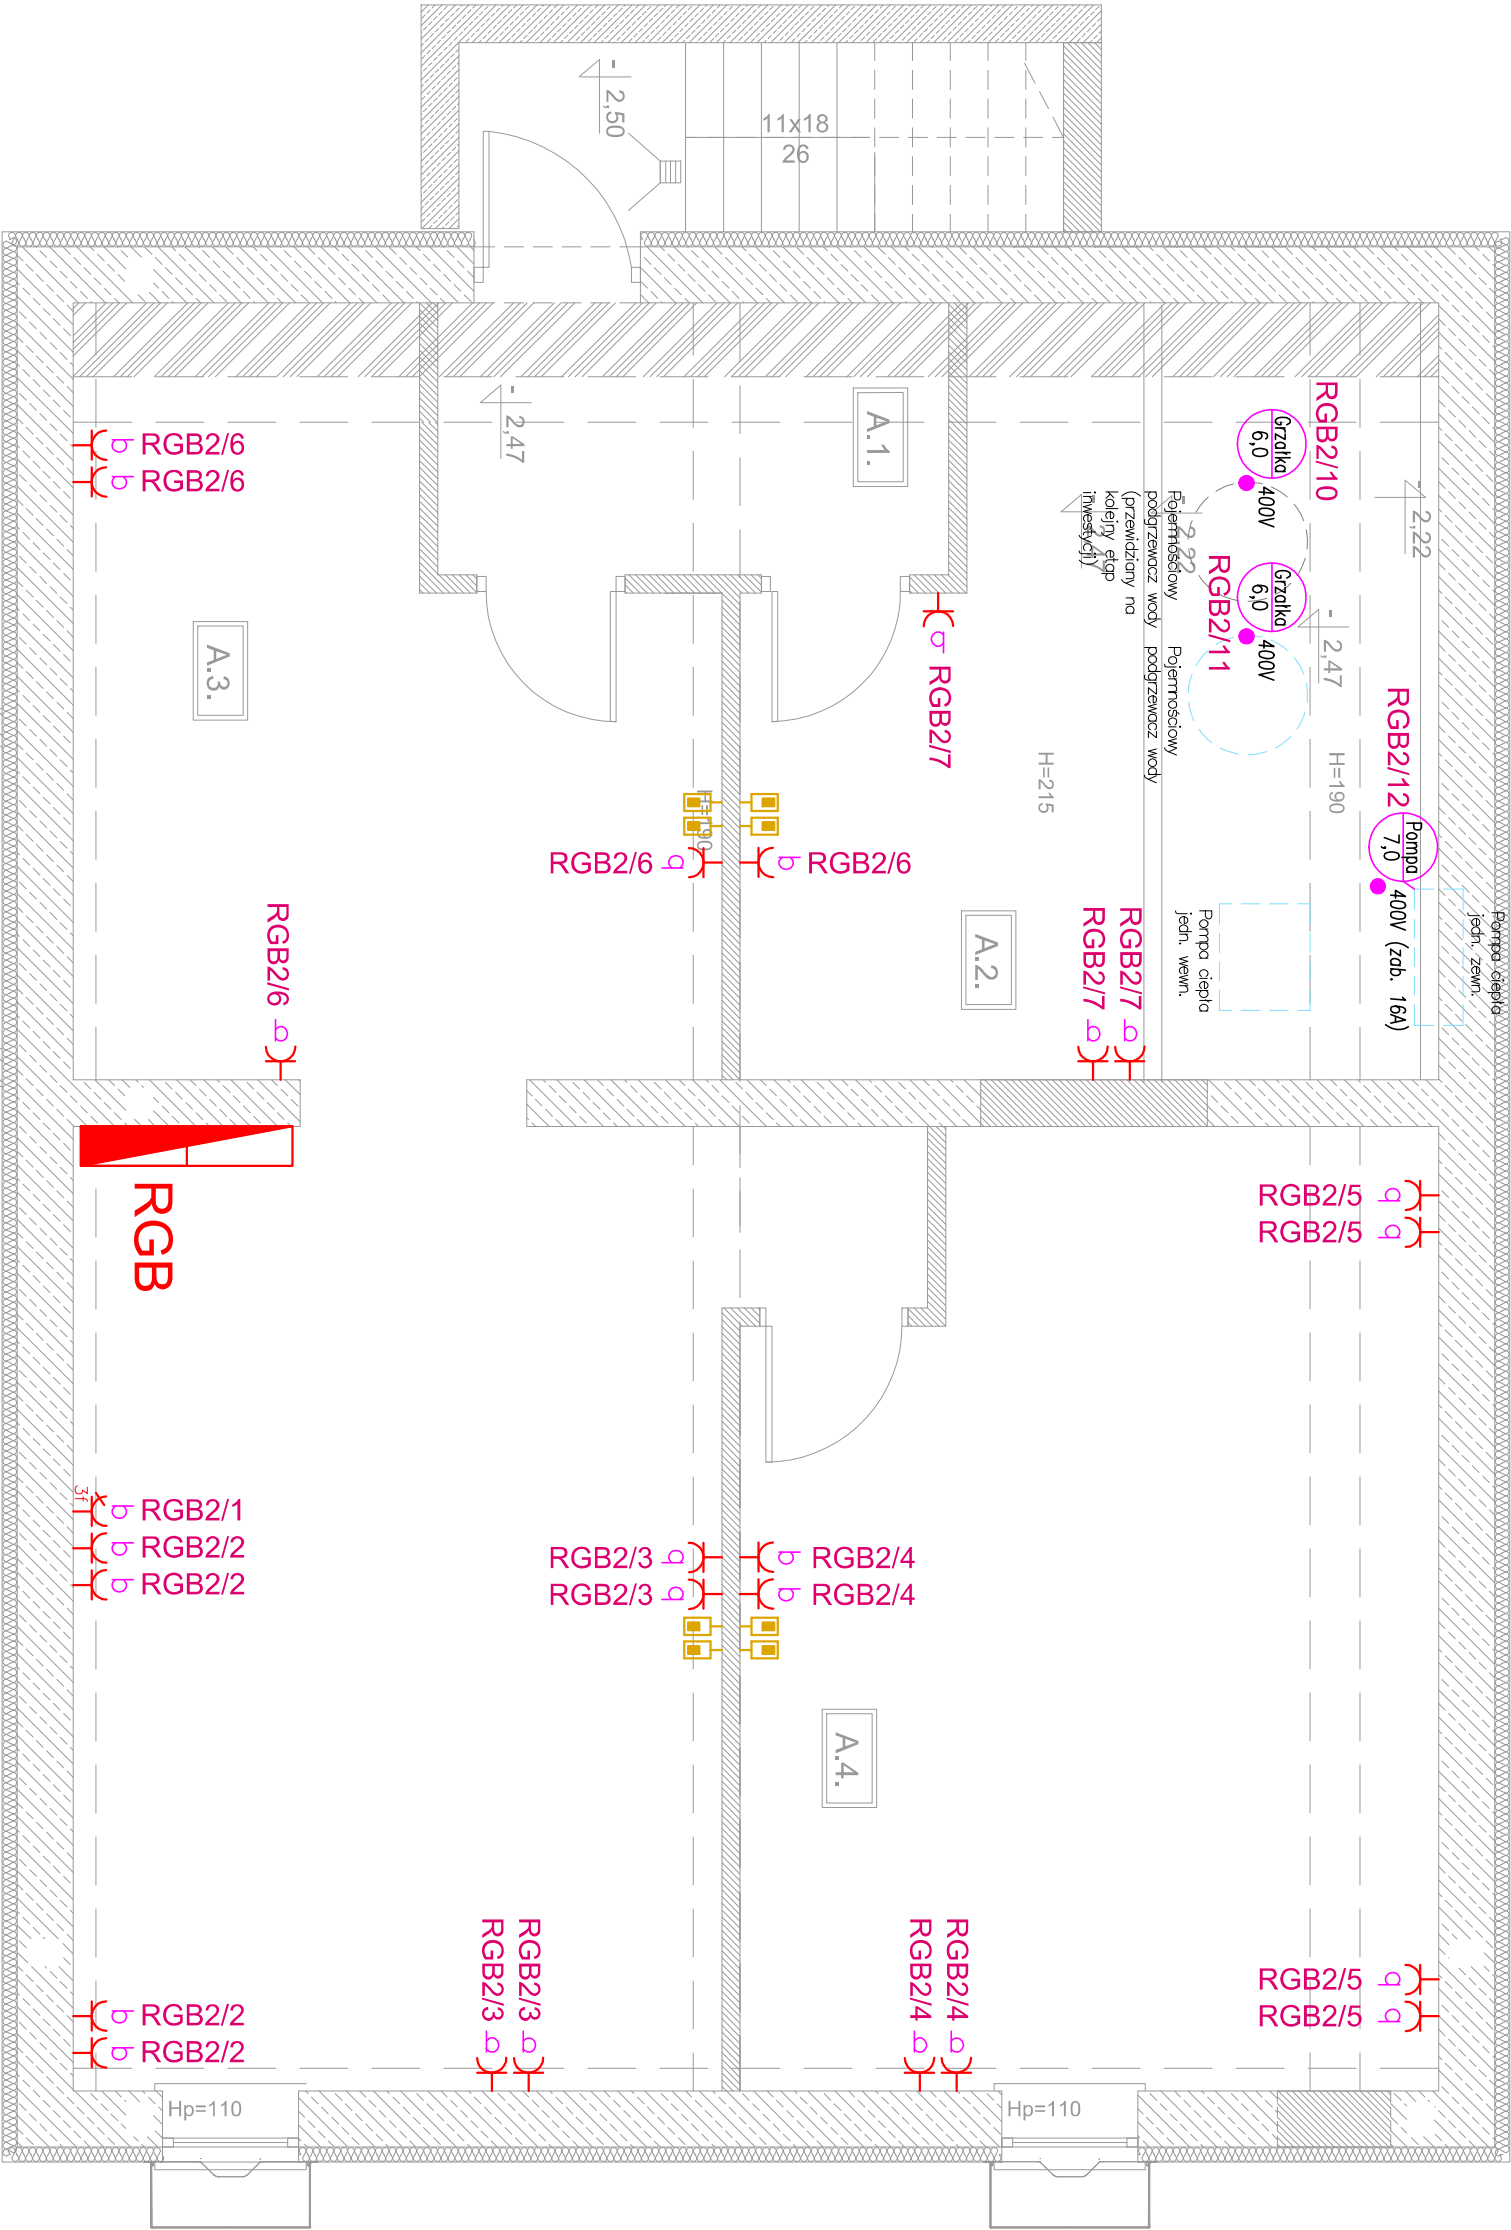 - 2,50
11x18
26
- 2,47
A.1.
RGB2/10
Grzałka
6,0
400V
- 2,22
RGB2/6
RGB2/6
Pojemnościowy
podgrzewacz wody
(przewidziany na
kolejny etap
inwestycji)
- 2,22
RGB2/11
Grzałka
6,0
400V
- 2,47
Pojemnościowy
podgrzewacz wody
A.3.
RGB2/7
H=215
H=190
H=190
RGB2/12
Pompa
7,0
400V (zab. 16A)
RGB2/6
RGB2/6
RGB2/6
A.2.
RGB2/7
RGB2/7
Pompa ciepła
jedn. wewn.
Pompa ciepła
jedn. zewn.
RGB
RGB2/5
RGB2/5
3f
RGB2/1
RGB2/2
RGB2/2
RGB2/3
RGB2/3
RGB2/4
RGB2/4
A.4.
RGB2/3
RGB2/3
RGB2/4
RGB2/4
RGB2/5
RGB2/5
RGB2/2
RGB2/2
Hp=110
Hp=110